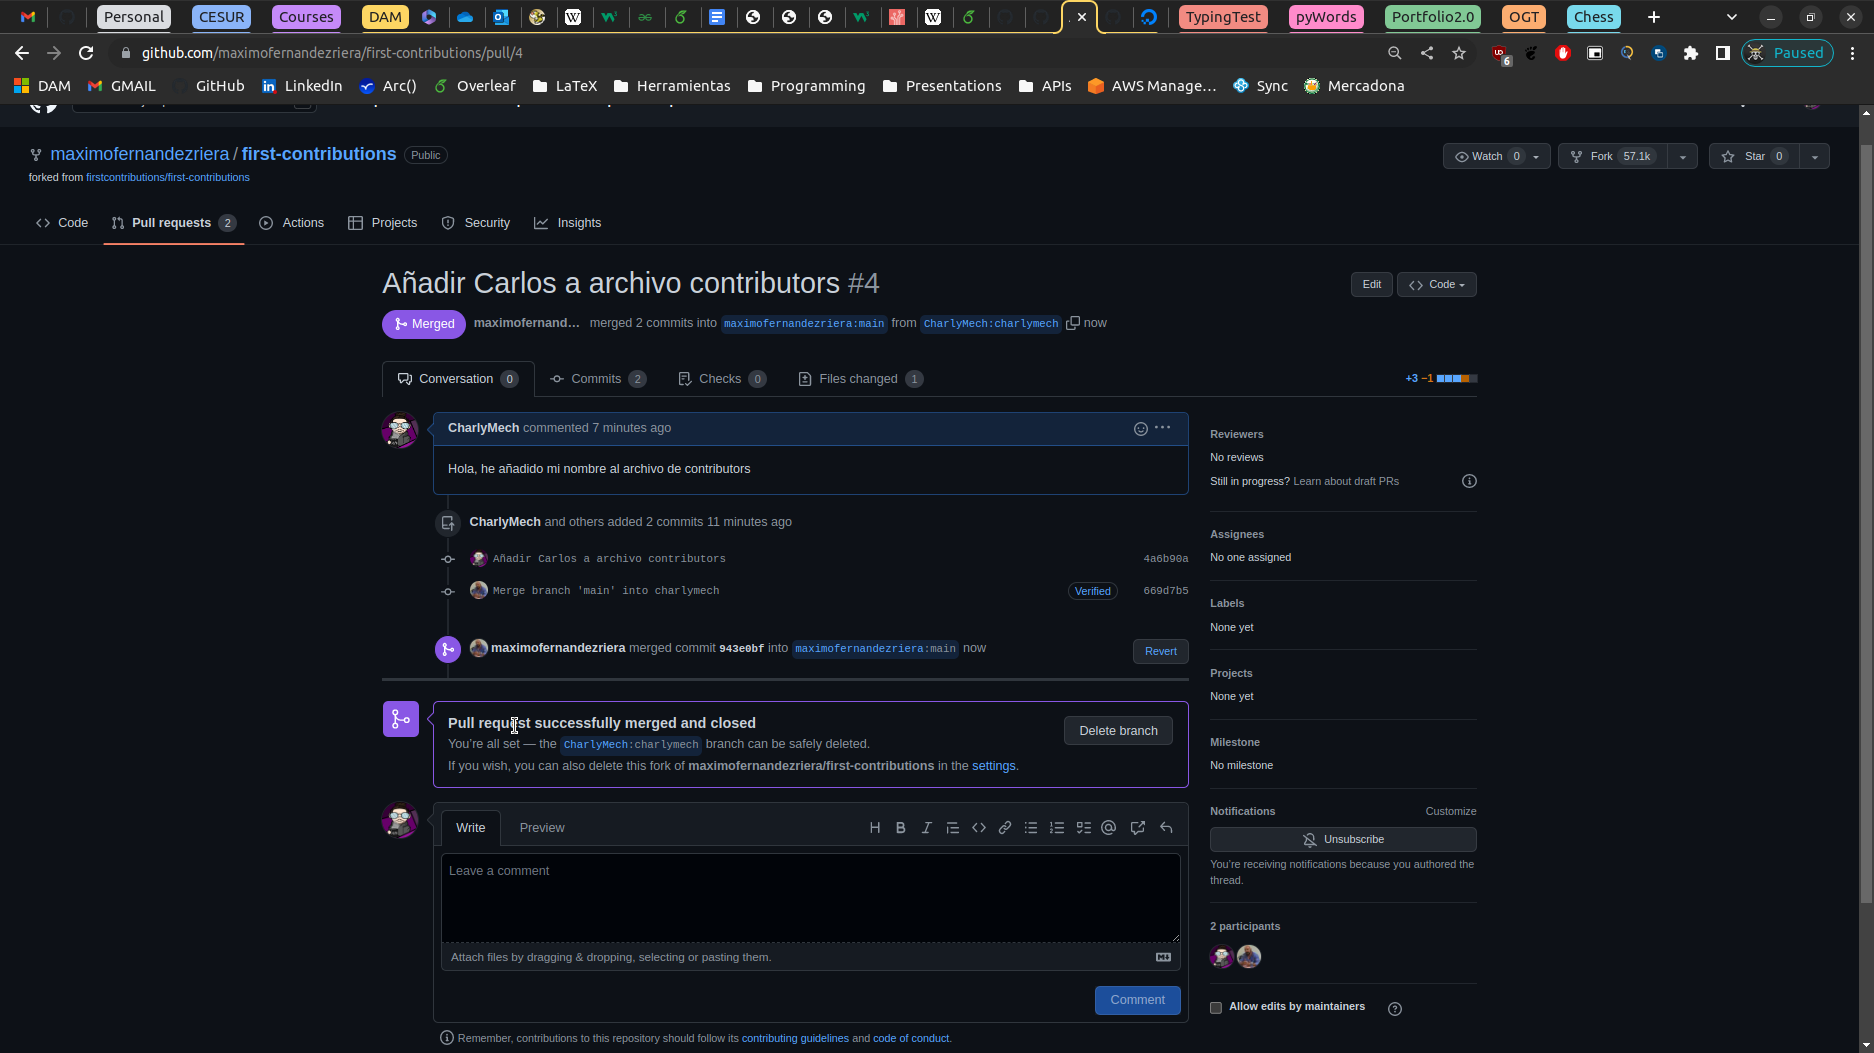 Personal CESUR Courses DAM TypingTest pyWords Portfolio2.0 OGT Chess
github.com/maximofernandezriera/first-contributions/pull/4 6 Paused
DAM GMAIL GitHub LinkedIn Arc() Overleaf LaTeX Herramientas Programming Presentations APIs AWS Manage… Sync Mercadona
maximofernandezriera / first-contributions Public
Watch 0 Fork 57.1k Star 0
forked from firstcontributions/first-contributions
Code Pull requests 2 Actions Projects Security Insights
Añadir Carlos a archivo contributors #4
Edit Code
Merged maximofernand… merged 2 commits into maximofernandezriera:main from CharlyMech:charlymech now
Conversation 0 Commits 2 Checks 0 Files changed 1 +3 −1
CharlyMech commented 7 minutes ago
Hola, he añadido mi nombre al archivo de contributors
CharlyMech and others added 2 commits 11 minutes ago
Añadir Carlos a archivo contributors 4a6b90a
Merge branch 'main' into charlymech Verified 669d7b5
maximofernandezriera merged commit 943e0bf into maximofernandezriera:main now Revert
Pull request successfully merged and closed
You're all set — the CharlyMech:charlymech branch can be safely deleted.
If you wish, you can also delete this fork of maximofernandezriera/first-contributions in the settings.
Delete branch
Write Preview
H B I
Leave a comment
Attach files by dragging & dropping, selecting or pasting them.
Comment
Remember, contributions to this repository should follow its contributing guidelines and code of conduct.
Reviewers
No reviews
Still in progress? Learn about draft PRs
Assignees
No one assigned
Labels
None yet
Projects
None yet
Milestone
No milestone
Notifications Customize
Unsubscribe
You're receiving notifications because you authored the
thread.
2 participants
Allow edits by maintainers